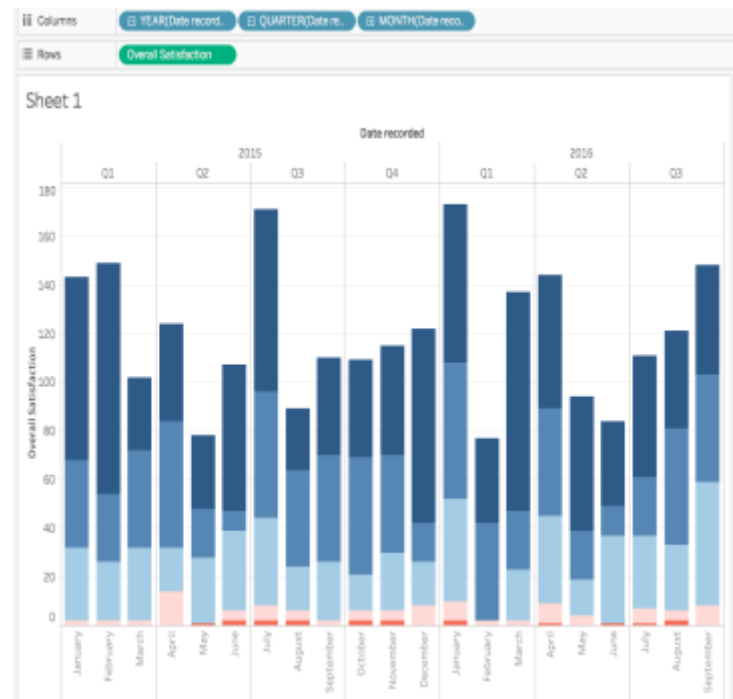 Columns YEAR(Date record.. QUARTER(Date re.. MONTH(Date reco..
Rows Overall Satisfaction
Sheet 1
Date recorded
2015 2016
Q1 Q2 Q3 Q4 Q1 Q2 Q3
180
160
140
120
100
80
60
40
20
0
Overall Satisfaction
January February March April May June July August September October November December January February March April May June July August September